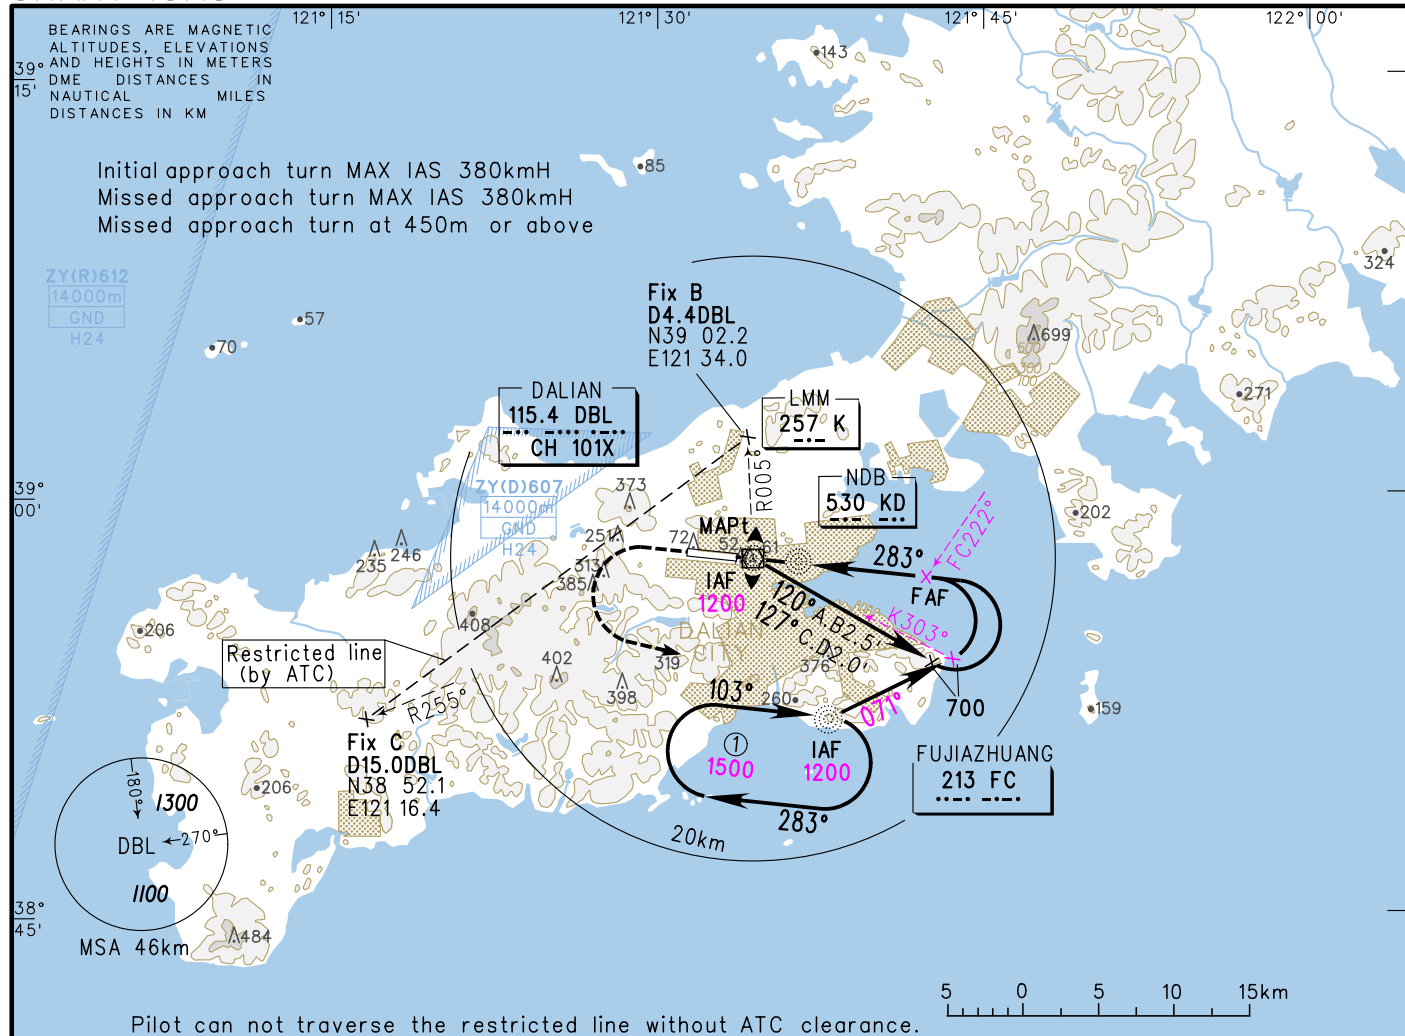 121° 15'
121° 30'
121° 45'
122° 00'
BEARINGS ARE MAGNETIC
ALTITUDES, ELEVATIONS
AND HEIGHTS IN METERS
DME DISTANCES IN
NAUTICAL MILES
DISTANCES IN KM
39°
15'
143
85
Initial approach turn MAX IAS 380kmH
Missed approach turn MAX IAS 380kmH
Missed approach turn at 450m or above
324
ZY(R)612
14000m
GND
H24
57
70
Fix B
D4.4DBL
N39 02.2
E121 34.0
699
500
300
100
271
DALIAN
115.4 DBL
CH 101X
LMM
257 K
R005°
NDB
530 KD
ZY(D)607
14000m
GND
H24
373
39°
00'
202
FC222°
MAPt
251
72
52
61
246
235
313
385
283°
FAF
IAF
1200
120° A.B2.5'
127° C.D2.0'
K303°
408
206
DALIAN
CITY
Restricted line
(by ATC)
319
376
402
398
103°
260
071°
700
159
R255°
Fix C
D15.0DBL
N38 52.1
E121 16.4
1
1500
IAF
1200
FUJIAZHUANG
213 FC
283°
20km
206
180°
1300
DBL
270°
1100
MSA 46km
38°
45'
484
5 0 5 10 15km
Pilot can not traverse the restricted line without ATC clearance.